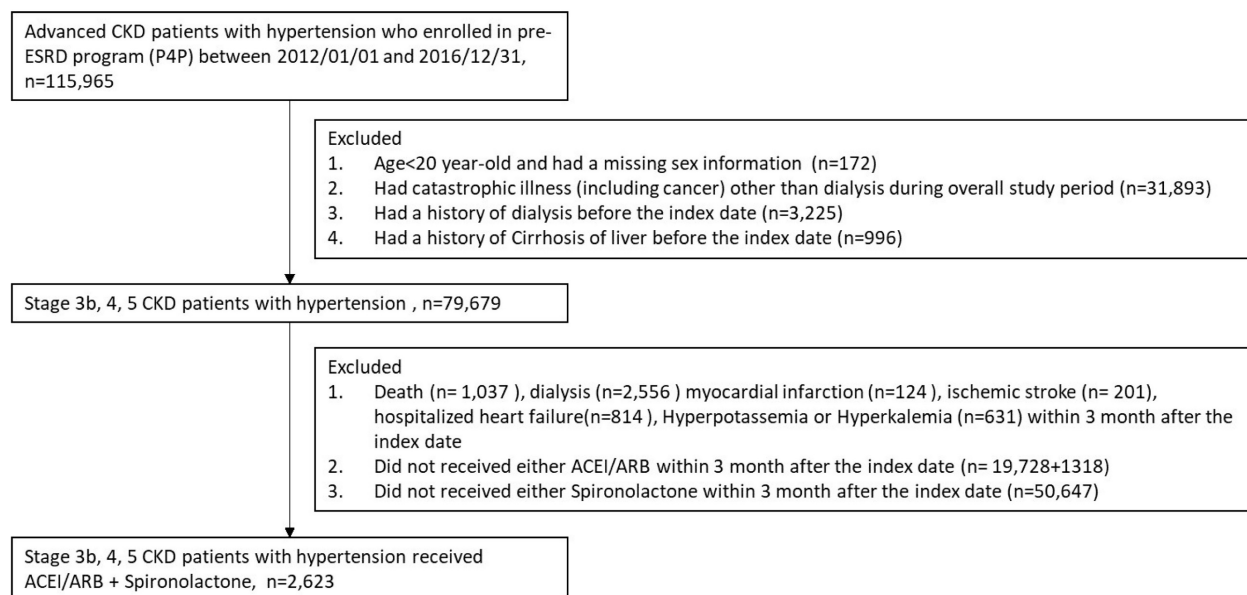 Advanced CKD patients with hypertension who enrolled in pre-
ESRD program (P4P) between 2012/01/01 and 2016/12/31,
n=115,965
Excluded
1. Age<20 year-old and had a missing sex information (n=172)
2. Had catastrophic illness (including cancer) other than dialysis during overall study period (n=31,893)
3. Had a history of dialysis before the index date (n=3,225)
4. Had a history of Cirrhosis of liver before the index date (n=996)
Stage 3b, 4, 5 CKD patients with hypertension , n=79,679
Excluded
1. Death (n= 1,037 ), dialysis (n=2,556 ) myocardial infarction (n=124 ), ischemic stroke (n= 201),
hospitalized heart failure(n=814 ), Hyperpotassemia or Hyperkalemia (n=631) within 3 month after the
index date
2. Did not received either ACEI/ARB within 3 month after the index date (n= 19,728+1318)
3. Did not received either Spironolactone within 3 month after the index date (n=50,647)
Stage 3b, 4, 5 CKD patients with hypertension received
ACEI/ARB + Spironolactone, n=2,623